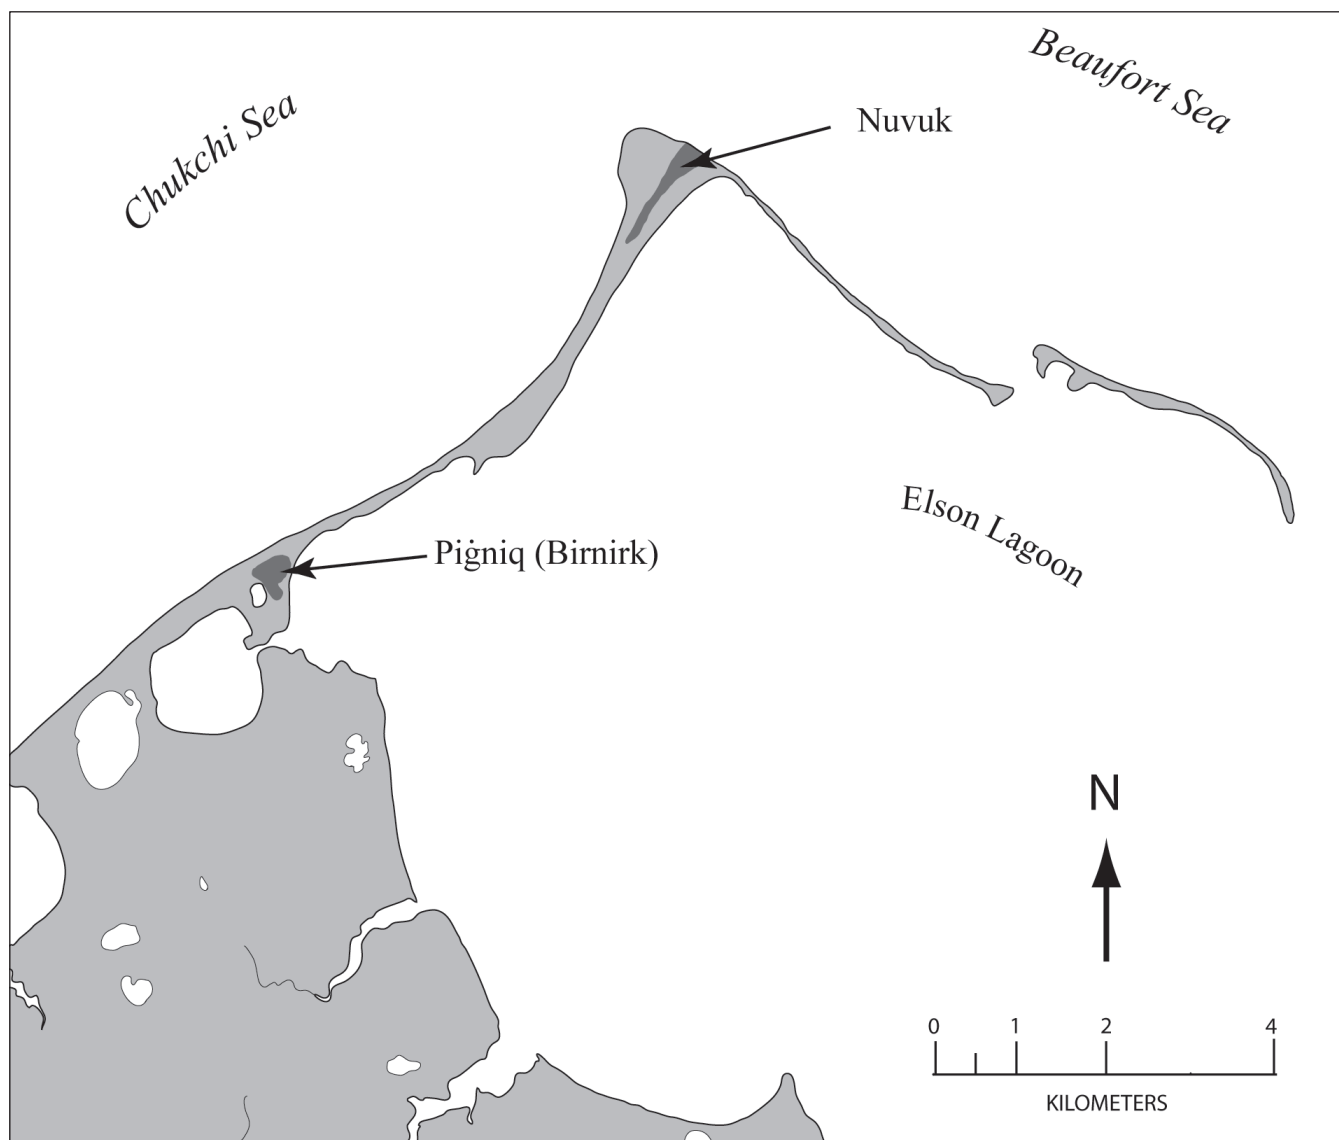 Beaufort Sea
Chukchi Sea
Nuvuk
Elson Lagoon
Piġniq (Birnirk)
N
0 1 2 4
KILOMETERS